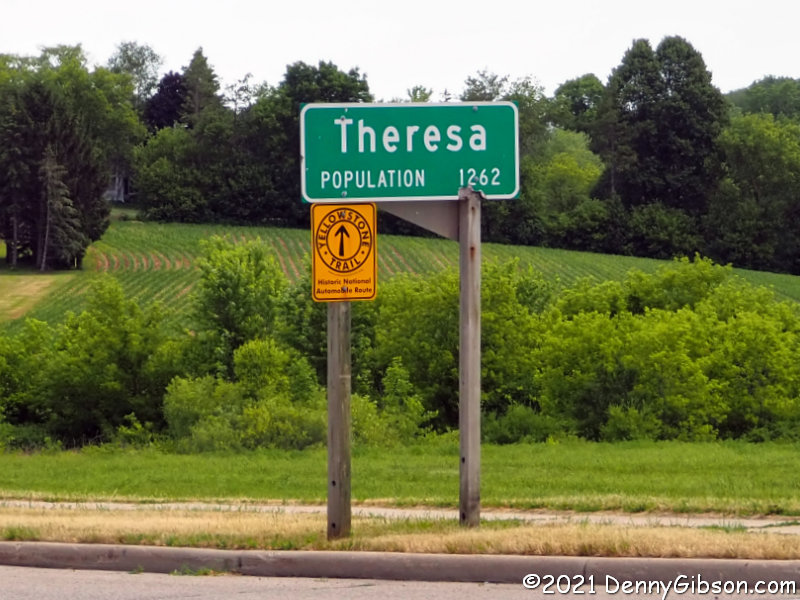 Theresa
POPULATION 1262
YELLOWSTONE
TRAIL
Historic National
Automobile Route
©2021 DennyGibson.com